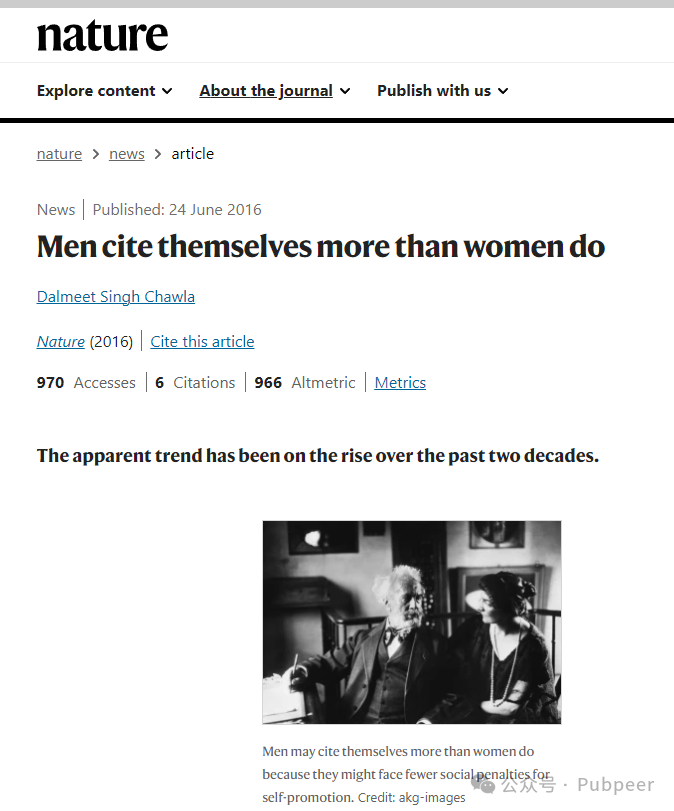 nature
Explore content About the journal Publish with us
nature > news > article
News | Published: 24 June 2016
Men cite themselves more than women do
Dalmeet Singh Chawla
Nature (2016) | Cite this article
970 Accesses | 6 Citations | 966 Altmetric | Metrics
The apparent trend has been on the rise over the past two decades.
Men may cite themselves more than women do
because they might face fewer social penalties for
self-promotion. Credit: akg-images
公众号 · Pubpeer